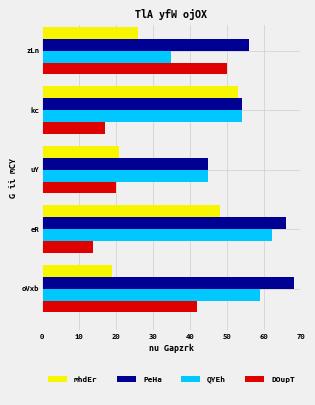 TlA yfW ojOX
zLn
kc
uY
eR
oVxb
G ii mCY
0 10 20 30 40 50 60 70
nu Gapzrk
mhdEr PeHa QYEh DOupT